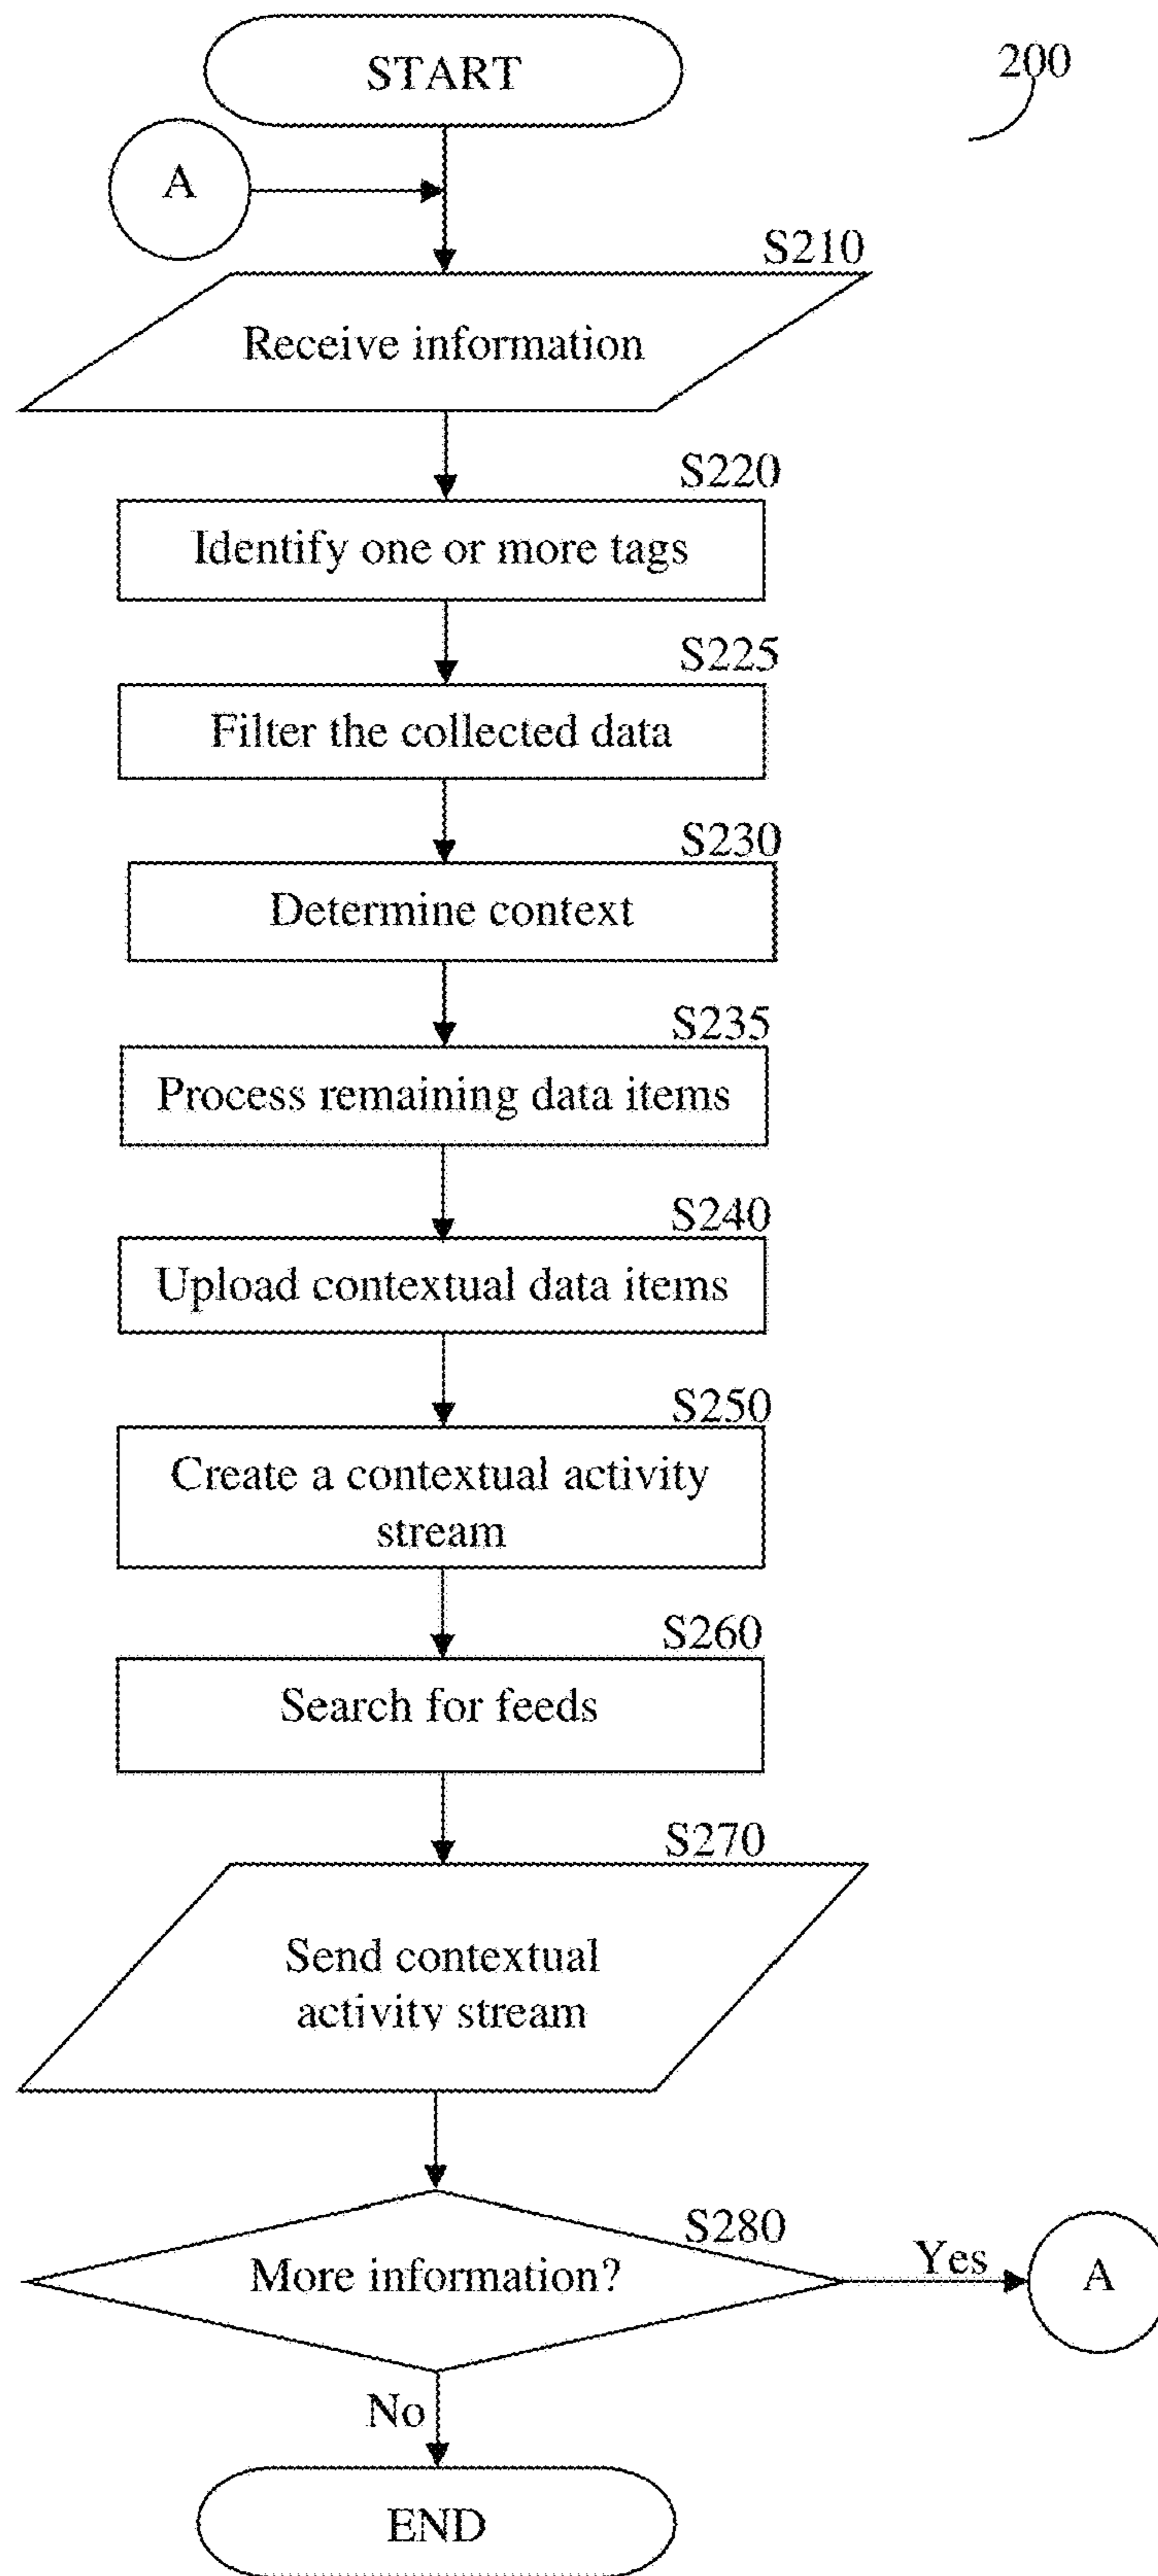 START
200
A
S210
Receive information
S220
Identify one or more tags
S225
Filter the collected data
S230
Determine context
S235
Process remaining data items
S240
Upload contextual data items
S250
Create a contextual activity
stream
S260
Search for feeds
S270
Send contextual
activity stream
S280
More information?
Yes
A
No
END